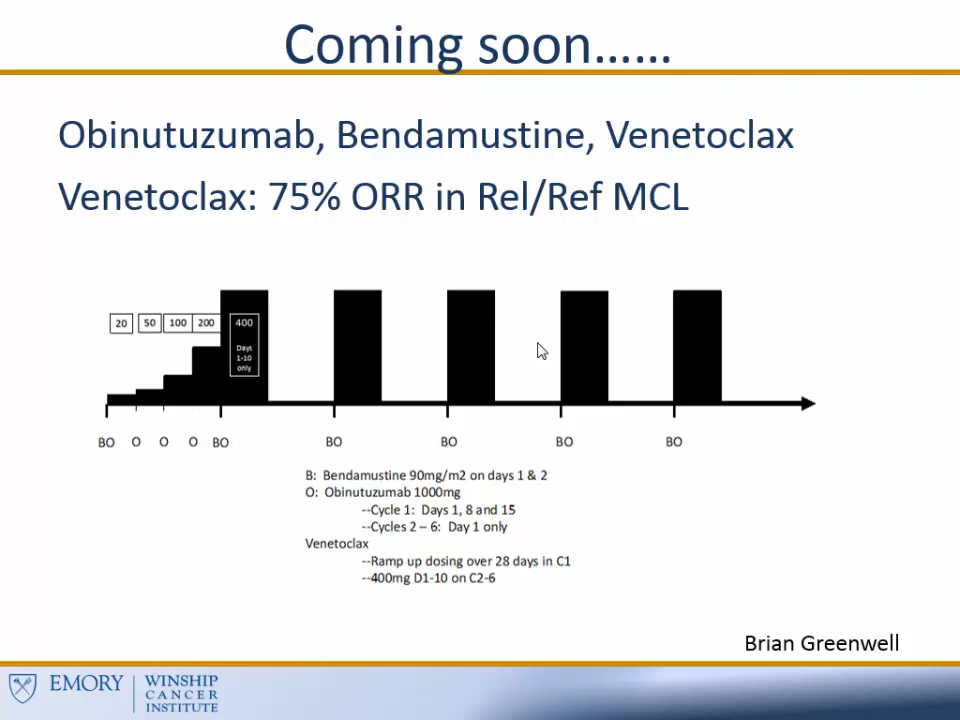 Coming soon……
Obinutuzumab, Bendamustine, Venetoclax
Venetoclax: 75% ORR in Rel/Ref MCL
20 50 100 200 400
Days
1-10
only
BO O O O BO BO BO BO BO
B: Bendamustine 90mg/m2 on days 1 & 2
O: Obinutuzumab 1000mg
--Cycle 1: Days 1, 8 and 15
--Cycles 2 – 6: Day 1 only
Venetoclax
--Ramp up dosing over 28 days in C1
--400mg D1-10 on C2-6
Brian Greenwell
EMORY
WINSHIP
CANCER
INSTITUTE